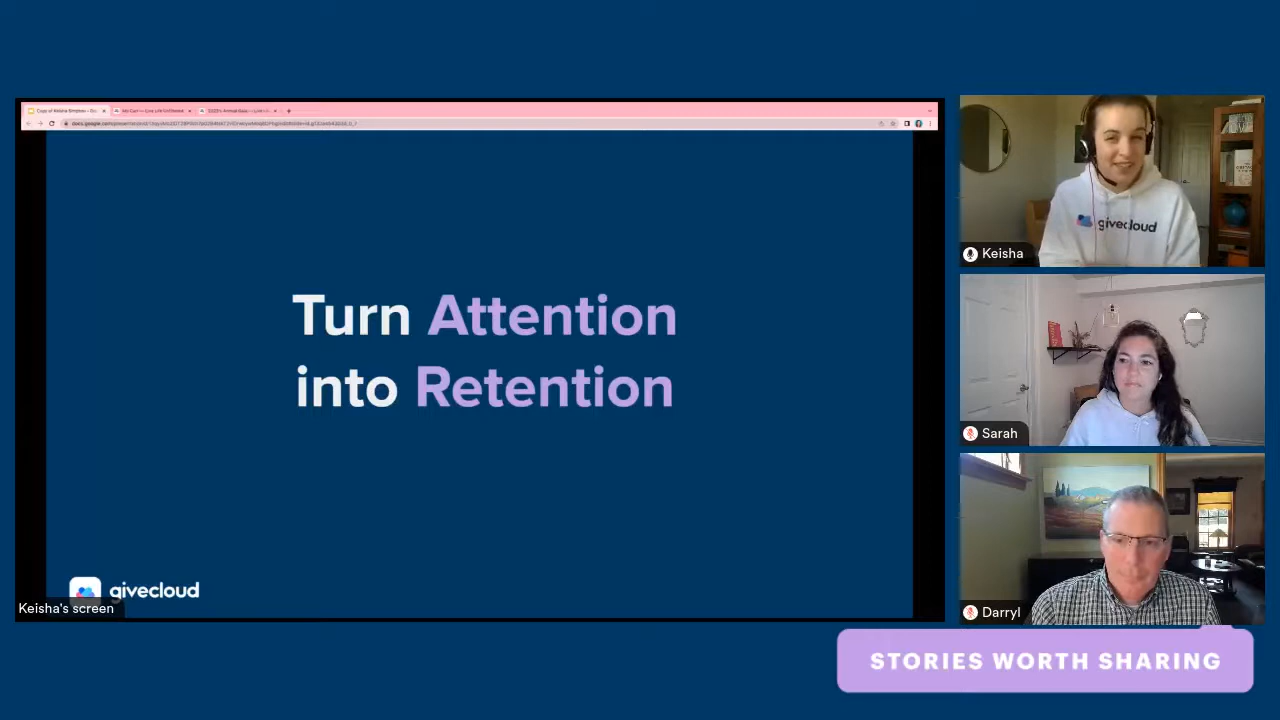 Turn Attention
into Retention
givecloud
Keisha's screen
givecloud
Keisha
Sarah
Darryl
STORIES WORTH SHARING